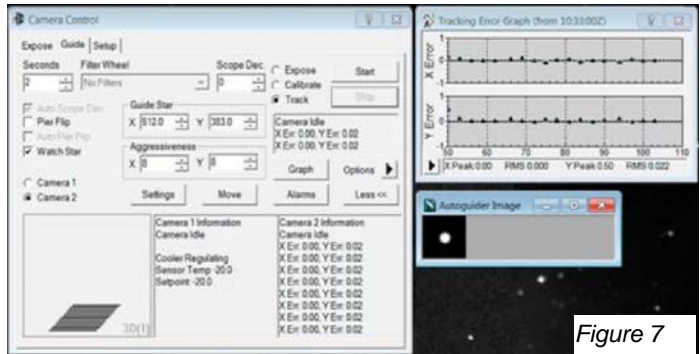 Camera Control
Expose Guide Setup
Seconds Filter Wheel Scope Dec.
2 No Filters 0
Expose
Calibrate
Track
Start
Stop
Auto Scope Dec.
Pier Flip
Auto Pier Flip
Watch Star
Guide Star
X 612.0 Y 383.0
Aggressiveness
X 8 Y 8
Camera Idle
X Err: 0.00, Y Err: 0.02
X Err: 0.00, Y Err: 0.02
Graph Options
Camera 1
Camera 2
Settings Move Alarms Less <<
Camera 1 Information
Camera Idle
Cooler Regulating
Sensor Temp -20.0
Setpoint -20.0
Camera 2 Information
Camera Idle
X Err: 0.00, Y Err: 0.02
X Err: 0.00, Y Err: 0.02
X Err: 0.00, Y Err: 0.02
X Err: 0.00, Y Err: 0.02
X Err: 0.00, Y Err: 0.02
X Err: 0.00, Y Err: 0.02
X Err: 0.00, Y Err: 0.02
X Err: 0.00, Y Err: 0.02
3D(1)
Tracking Error Graph (from 10:33:00Z)
X Error
1
0
-1
Y Error
1
0
-1
50 60 70 80 90 100 110
X Peak 0.00 RMS 0.000 Y Peak 0.50 RMS 0.022
Autoguider Image
Figure 7